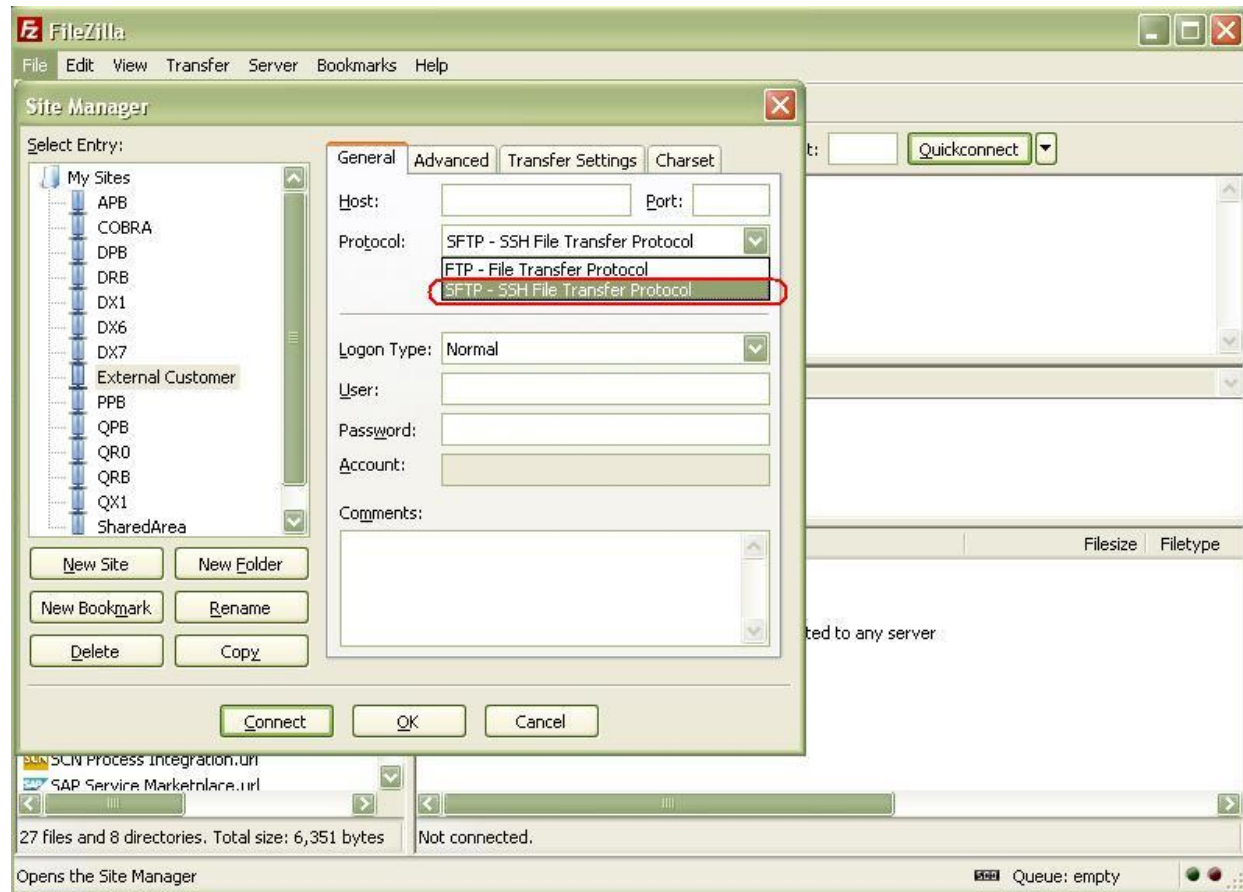 FileZilla
File Edit View Transfer Server Bookmarks Help
Site Manager
Select Entry:
My Sites
APB
COBRA
DPB
DRB
DX1
DX6
DX7
External Customer
PPB
QPB
QR0
QRB
QX1
SharedArea
New Site New Folder
New Bookmark Rename
Delete Copy
General Advanced Transfer Settings Charset
Host: Port:
Protocol: SFTP - SSH File Transfer Protocol
FTP - File Transfer Protocol
SFTP - SSH File Transfer Protocol
Logon Type: Normal
User:
Password:
Account:
Comments:
Connect OK Cancel
t: Quickconnect
Filesize Filetype
ted to any server
SCN Process Integration.url
SAP Service Marketplace.url
27 files and 8 directories. Total size: 6,351 bytes Not connected.
Opens the Site Manager Queue: empty